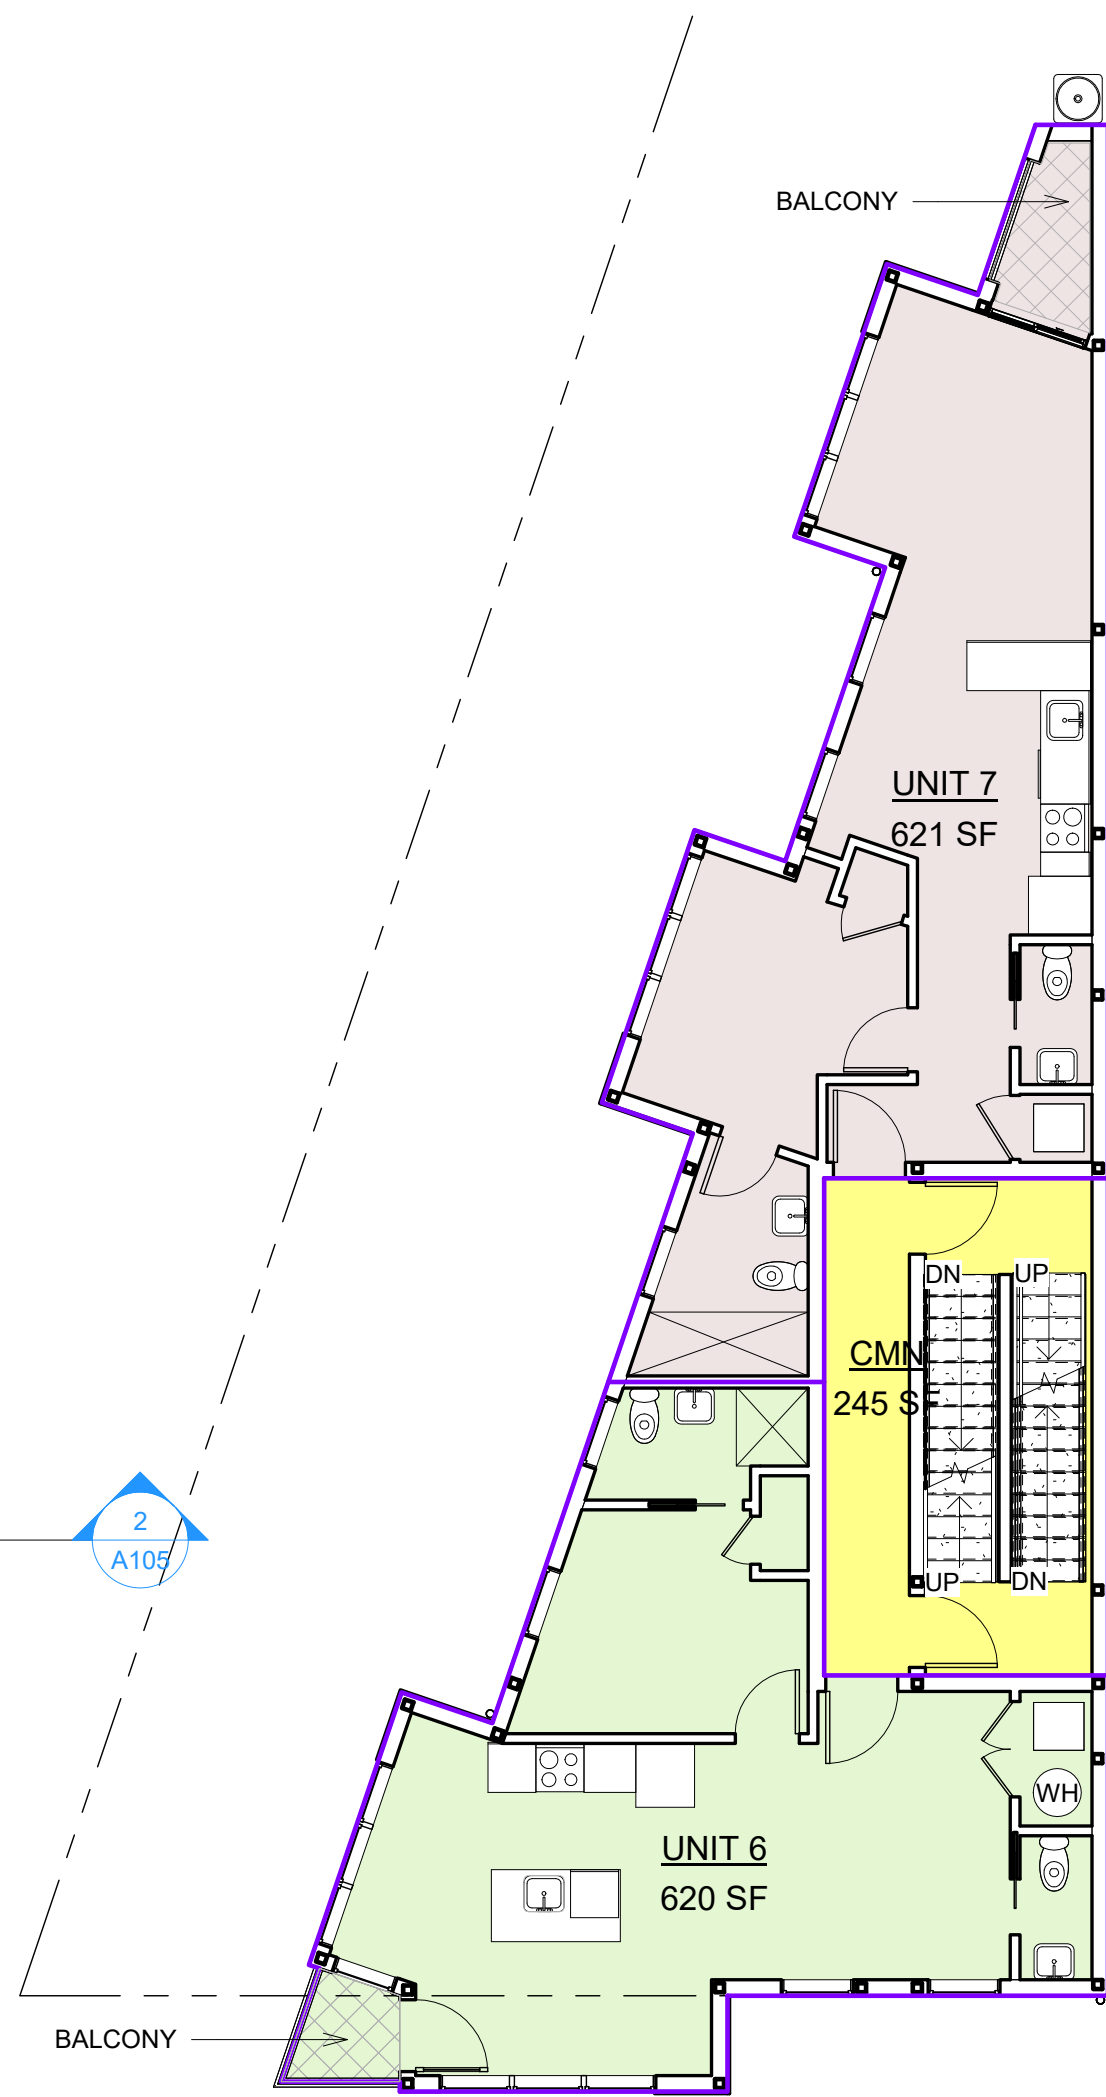 BALCONY
UNIT 7
621 SF
DN
UP
CMN
245 SF
2
A105
UP
DN
WH
UNIT 6
620 SF
BALCONY